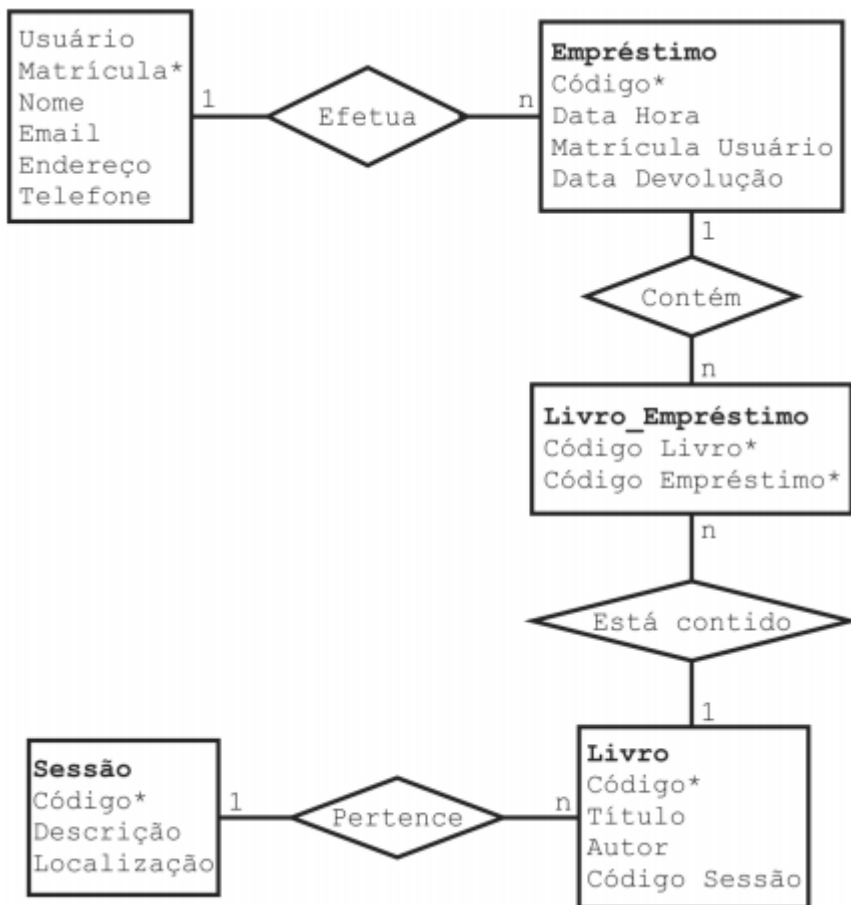 Usuário
Matrícula*
Nome
Email
Endereço
Telefone
1
Efetua
n
Empréstimo
Código*
Data Hora
Matrícula Usuário
Data Devolução
1
Contém
n
Livro_Empréstimo
Código Livro*
Código Empréstimo*
n
Está contido
1
Sessão
Código*
Descrição
Localização
1
Pertence
n
Livro
Código*
Título
Autor
Código Sessão